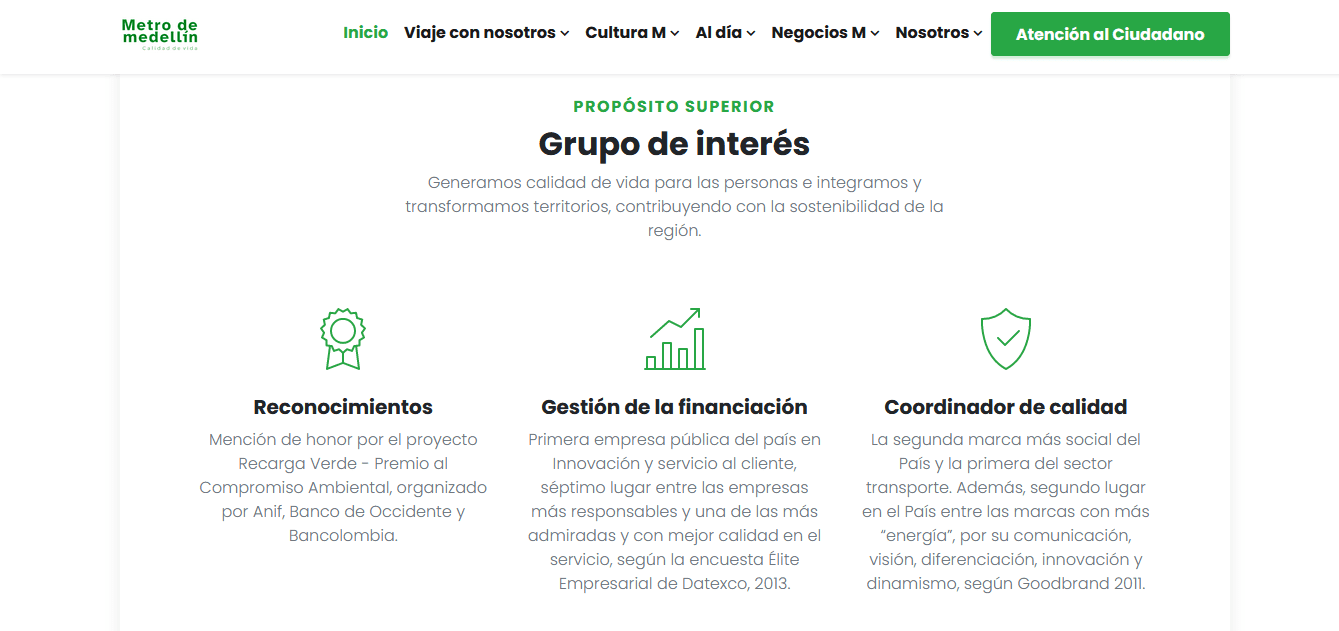 Metro de
medellín
Calidad de vida
Inicio Viaje con nosotros Cultura M Al día Negocios M Nosotros Atención al Ciudadano
PROPÓSITO SUPERIOR
Grupo de interés
Generamos calidad de vida para las personas e integramos y
transformamos territorios, contribuyendo con la sostenibilidad de la
región.
Reconocimientos
Mención de honor por el proyecto
Recarga Verde - Premio al
Compromiso Ambiental, organizado
por Anif, Banco de Occidente y
Bancolombia.
Gestión de la financiación
Primera empresa pública del país en
Innovación y servicio al cliente,
séptimo lugar entre las empresas
más responsables y una de las más
admiradas y con mejor calidad en el
servicio, según la encuesta Élite
Empresarial de Datexco, 2013.
Coordinador de calidad
La segunda marca más social del
País y la primera del sector
transporte. Además, segundo lugar
en el País entre las marcas con más
“energía”, por su comunicación,
visión, diferenciación, innovación y
dinamismo, según Goodbrand 2011.